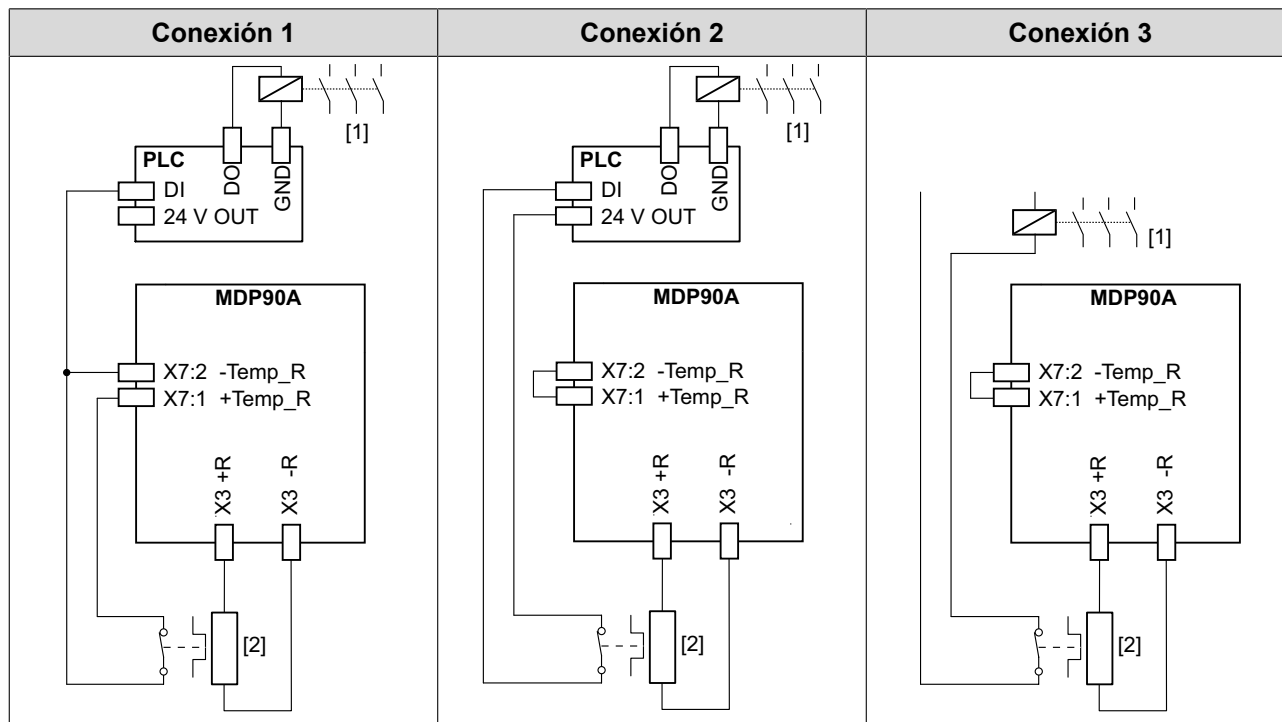 Conexión 1
[1]
PLC
DO
GND
DI
24 V OUT
MDP90A
X7:2 -Temp_R
X7:1 +Temp_R
X3 +R
X3 -R
[2]
Conexión 2
[1]
PLC
DO
GND
DI
24 V OUT
MDP90A
X7:2 -Temp_R
X7:1 +Temp_R
X3 +R
X3 -R
[2]
Conexión 3
[1]
MDP90A
X7:2 -Temp_R
X7:1 +Temp_R
X3 +R
X3 -R
[2]